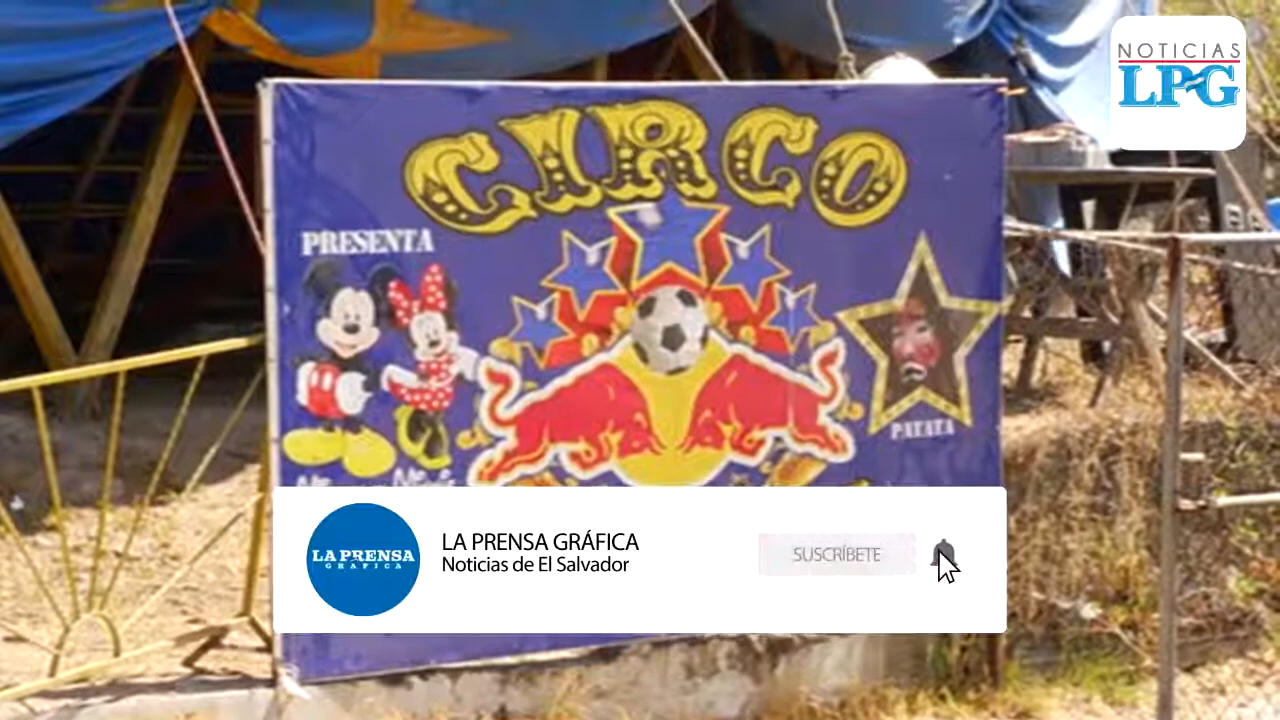 NOTICIAS
LPG
CIRCO
PRESENTA
PATATA
LA PRENSA
GRÁFICA
LA PRENSA GRÁFICA
Noticias de El Salvador
SUSCRÍBETE